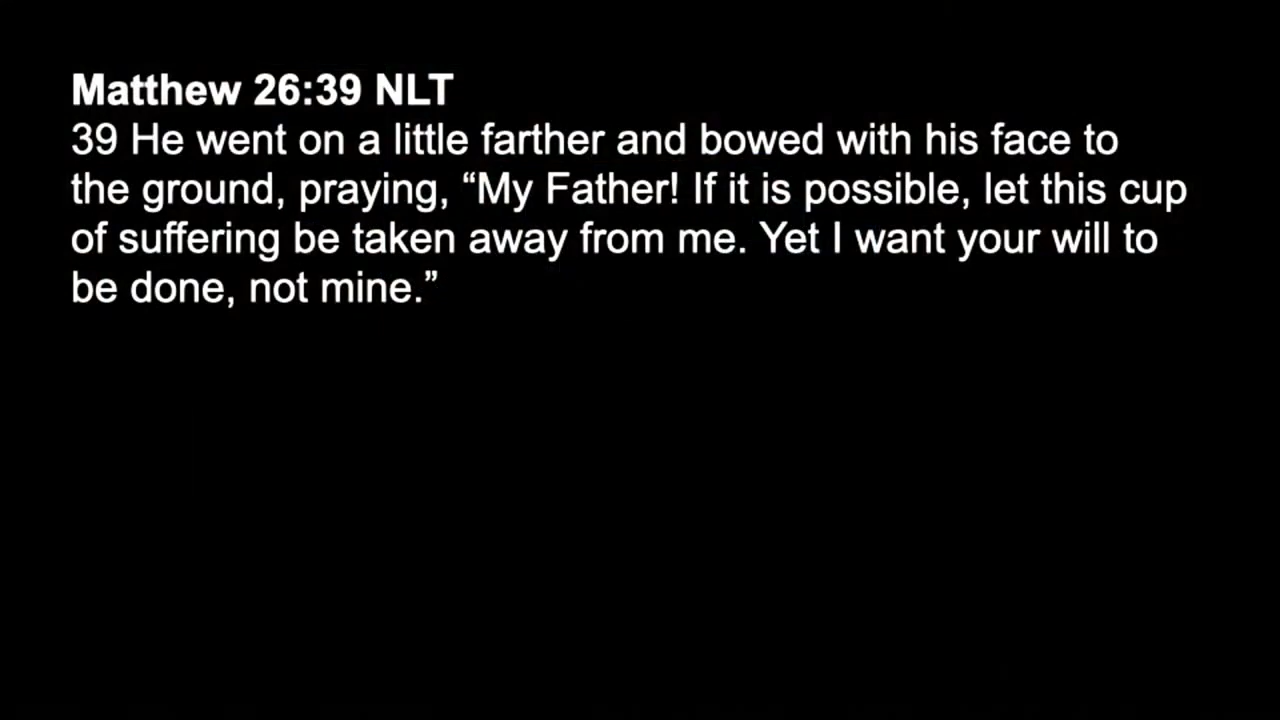 Matthew 26:39 NLT
39 He went on a little farther and bowed with his face to
the ground, praying, “My Father! If it is possible, let this cup
of suffering be taken away from me. Yet I want your will to
be done, not mine.”